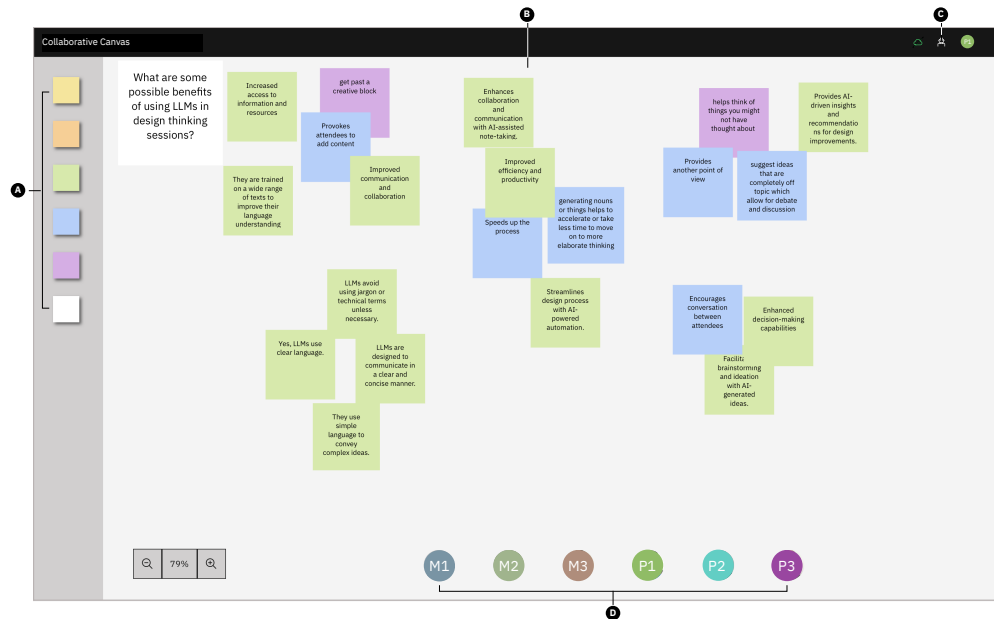 B
C
Collaborative Canvas
P1
A
What are some
possible benefits
of using LLMs in
design thinking
sessions?
Increased
access to
information and
resources
get past a
creative block
Provokes
attendees to
add content
Improved
communication
and
collaboration
They are trained
on a wide range
of texts to
improve their
language
understanding
Enhances
collaboration
and
communication
with AI-assisted
note-taking.
Improved
efficiency and
productivity
Speeds up the
process
generating nouns
or things helps to
accelerate or take
less time to move
on to more
elaborate thinking
Streamlines
design process
with AI-
powered
automation.
helps think of
things you might
not have
thought about
Provides AI-
driven insights
and
recommendatio
ns for design
improvements.
Provides
another point of
view
suggest ideas
that are
completely off
topic which
allow for debate
and discussion
LLMs avoid
using jargon or
technical terms
unless
necessary.
Yes, LLMs use
clear language.
LLMs are
designed to
communicate in
a clear and
concise manner.
They use
simple
language to
convey
complex ideas.
Encourages
conversation
between
attendees
Enhanced
decision-making
capabilities
brainstorming
and ideation
with AI-
generated
ideas.
79%
M1
M2
M3
P1
P2
P3
D